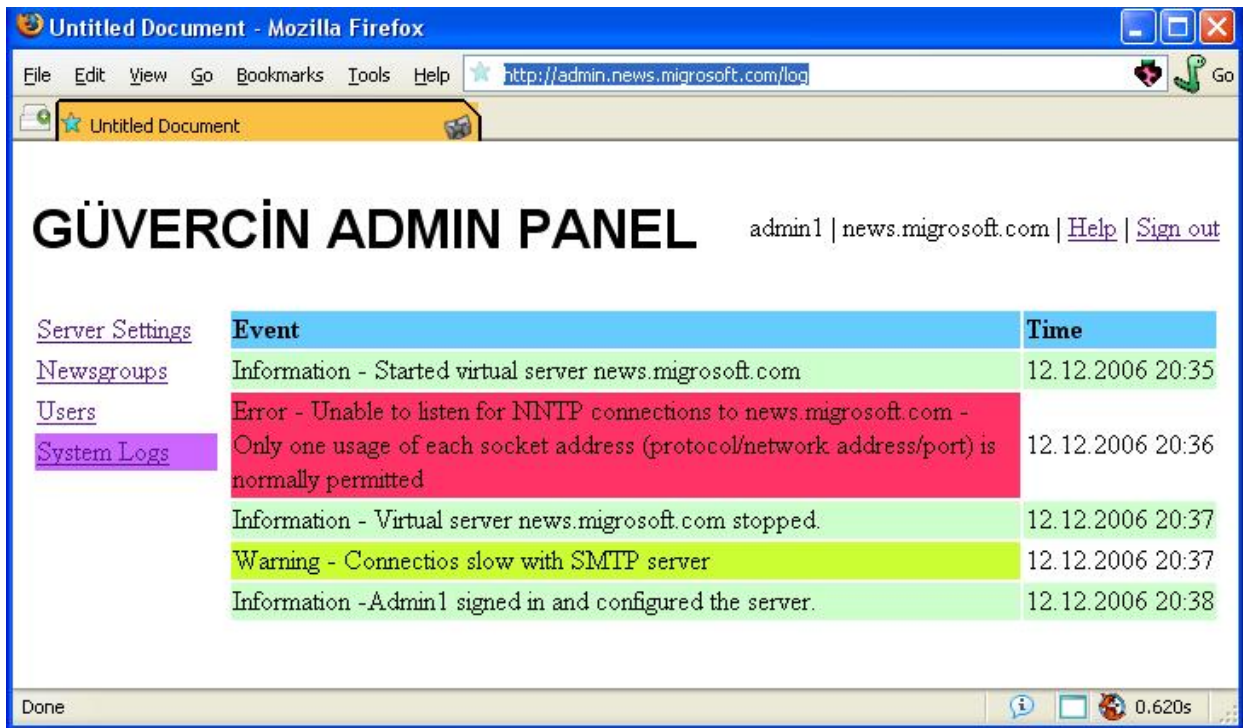 Untitled Document - Mozilla Firefox
File Edit View Go Bookmarks Tools Help http://admin.news.migrosoft.com/log Go
Untitled Document
GÜVERCİN ADMIN PANEL admin1 | news.migrosoft.com | Help | Sign out
Server Settings Event Time
Newsgroups Information - Started virtual server news.migrosoft.com 12.12.2006 20:35
Users Error - Unable to listen for NNTP connections to news.migrosoft.com -
System Logs Only one usage of each socket address (protocol/network address/port) is 12.12.2006 20:36
normally permitted
Information - Virtual server news.migrosoft.com stopped. 12.12.2006 20:37
Warning - Connectios slow with SMTP server 12.12.2006 20:37
Information -Admin1 signed in and configured the server. 12.12.2006 20:38
Done 0.620s